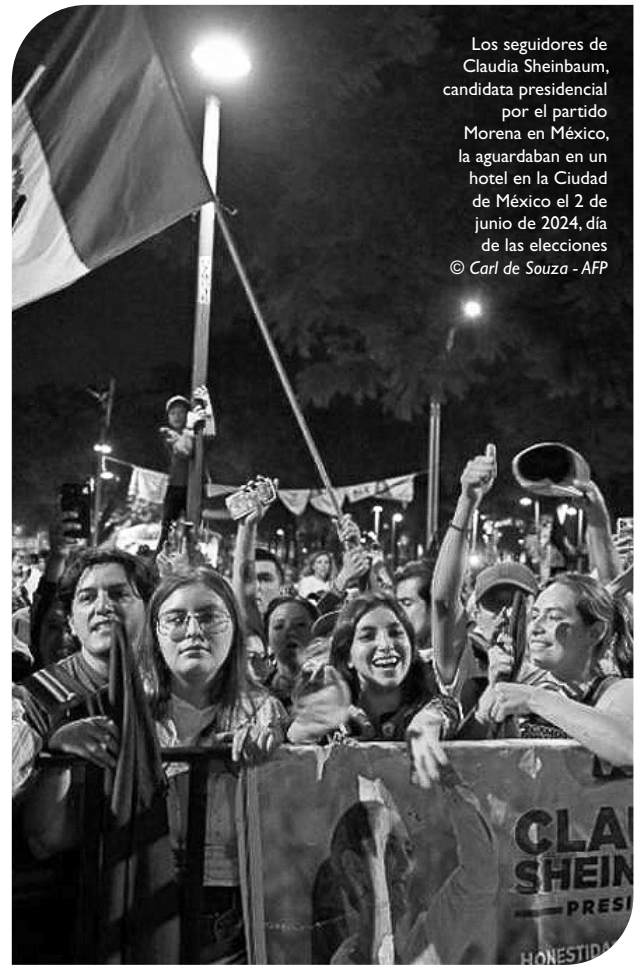 Los seguidores de
Claudia Sheinbaum,
candidata presidencial
por el partido
Morena en México,
la aguardaban en un
hotel en la Ciudad
de México el 2 de
junio de 2024, día
de las elecciones
© Carl de Souza - AFP
CLA
SHEIN
PRESI
HONESTIDA